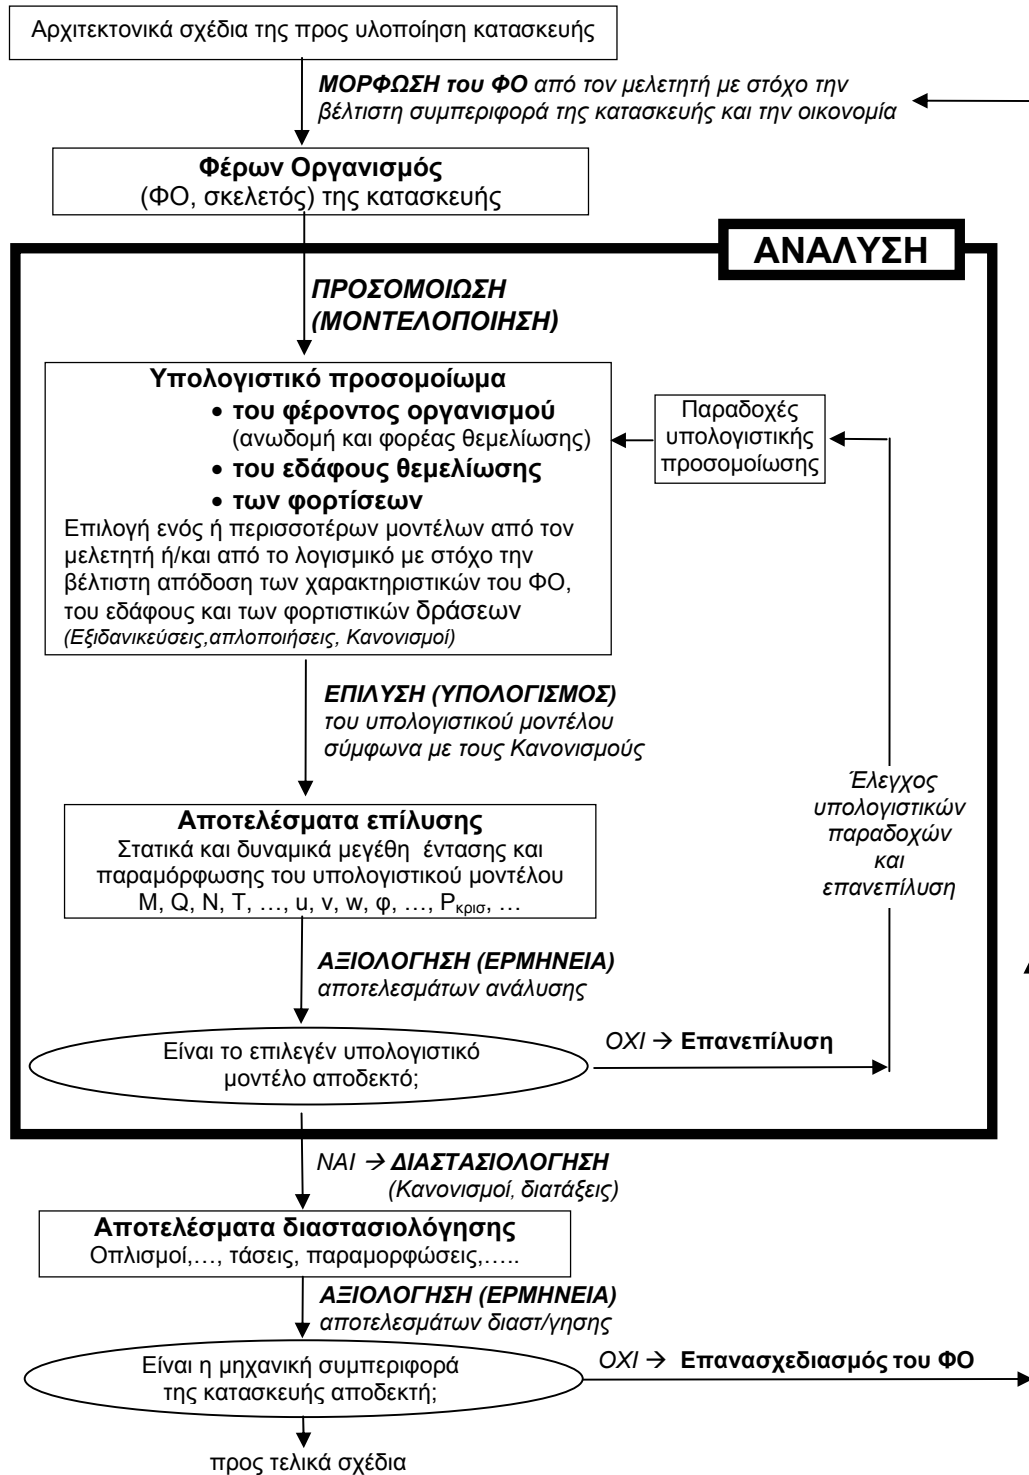 Αρχιτεκτονικά σχέδια της προς υλοποίηση κατασκευής
ΜΟΡΦΩΣΗ του ΦΟ από τον μελετητή με στόχο την
βέλτιστη συμπεριφορά της κατασκευής και την οικονομία
Φέρων Οργανισμός
(ΦΟ, σκελετός) της κατασκευής
ΑΝΑΛΥΣΗ
ΠΡΟΣΟΜΟΙΩΣΗ
(ΜΟΝΤΕΛΟΠΟΙΗΣΗ)
Υπολογιστικό προσομοίωμα
• του φέροντος οργανισμού
(ανωδομή και φορέας θεμελίωσης)
• του εδάφους θεμελίωσης
• των φορτίσεων
Επιλογή ενός ή περισσοτέρων μοντέλων από τον
μελετητή ή/και από το λογισμικό με στόχο την
βέλτιστη απόδοση των χαρακτηριστικών του ΦΟ,
του εδάφους και των φορτιστικών δράσεων
(Εξιδανικεύσεις,απλοποιήσεις, Κανονισμοί)
Παραδοχές
υπολογιστικής
προσομοίωσης
ΕΠΙΛΥΣΗ (ΥΠΟΛΟΓΙΣΜΟΣ)
του υπολογιστικού μοντέλου
σύμφωνα με τους Κανονισμούς
Έλεγχος
υπολογιστικών
παραδοχών
και
επανεπίλυση
Αποτελέσματα επίλυσης
Στατικά και δυναμικά μεγέθη έντασης και
παραμόρφωσης του υπολογιστικού μοντέλου
M, Q, N, T, …, u, v, w, φ, …, Pκρισ, …
ΑΞΙΟΛΟΓΗΣΗ (ΕΡΜΗΝΕΙΑ)
αποτελεσμάτων ανάλυσης
Είναι το επιλεγέν υπολογιστικό
μοντέλο αποδεκτό;
ΟΧΙ → Επανεπίλυση
ΝΑΙ → ΔΙΑΣΤΑΣΙΟΛΟΓΗΣΗ
(Κανονισμοί, διατάξεις)
Αποτελέσματα διαστασιολόγησης
Οπλισμοί,…, τάσεις, παραμορφώσεις,…..
ΑΞΙΟΛΟΓΗΣΗ (ΕΡΜΗΝΕΙΑ)
αποτελεσμάτων διαστ/γησης
Είναι η μηχανική συμπεριφορά
της κατασκευής αποδεκτή;
ΟΧΙ → Επανασχεδιασμός του ΦΟ
προς τελικά σχέδια